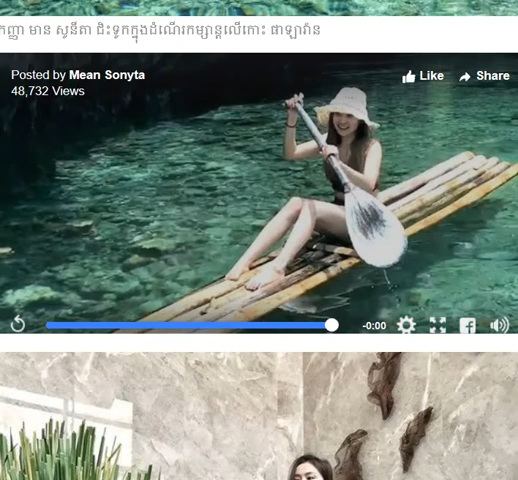 កញ្ញា មាន សូនីតា ជិះទូកក្នុងដំណើរកម្សាន្តលើកោះ ផាឡាវ៉ាន
Posted by Mean Sonyta
48,732 Views
Like
Share
-0:00